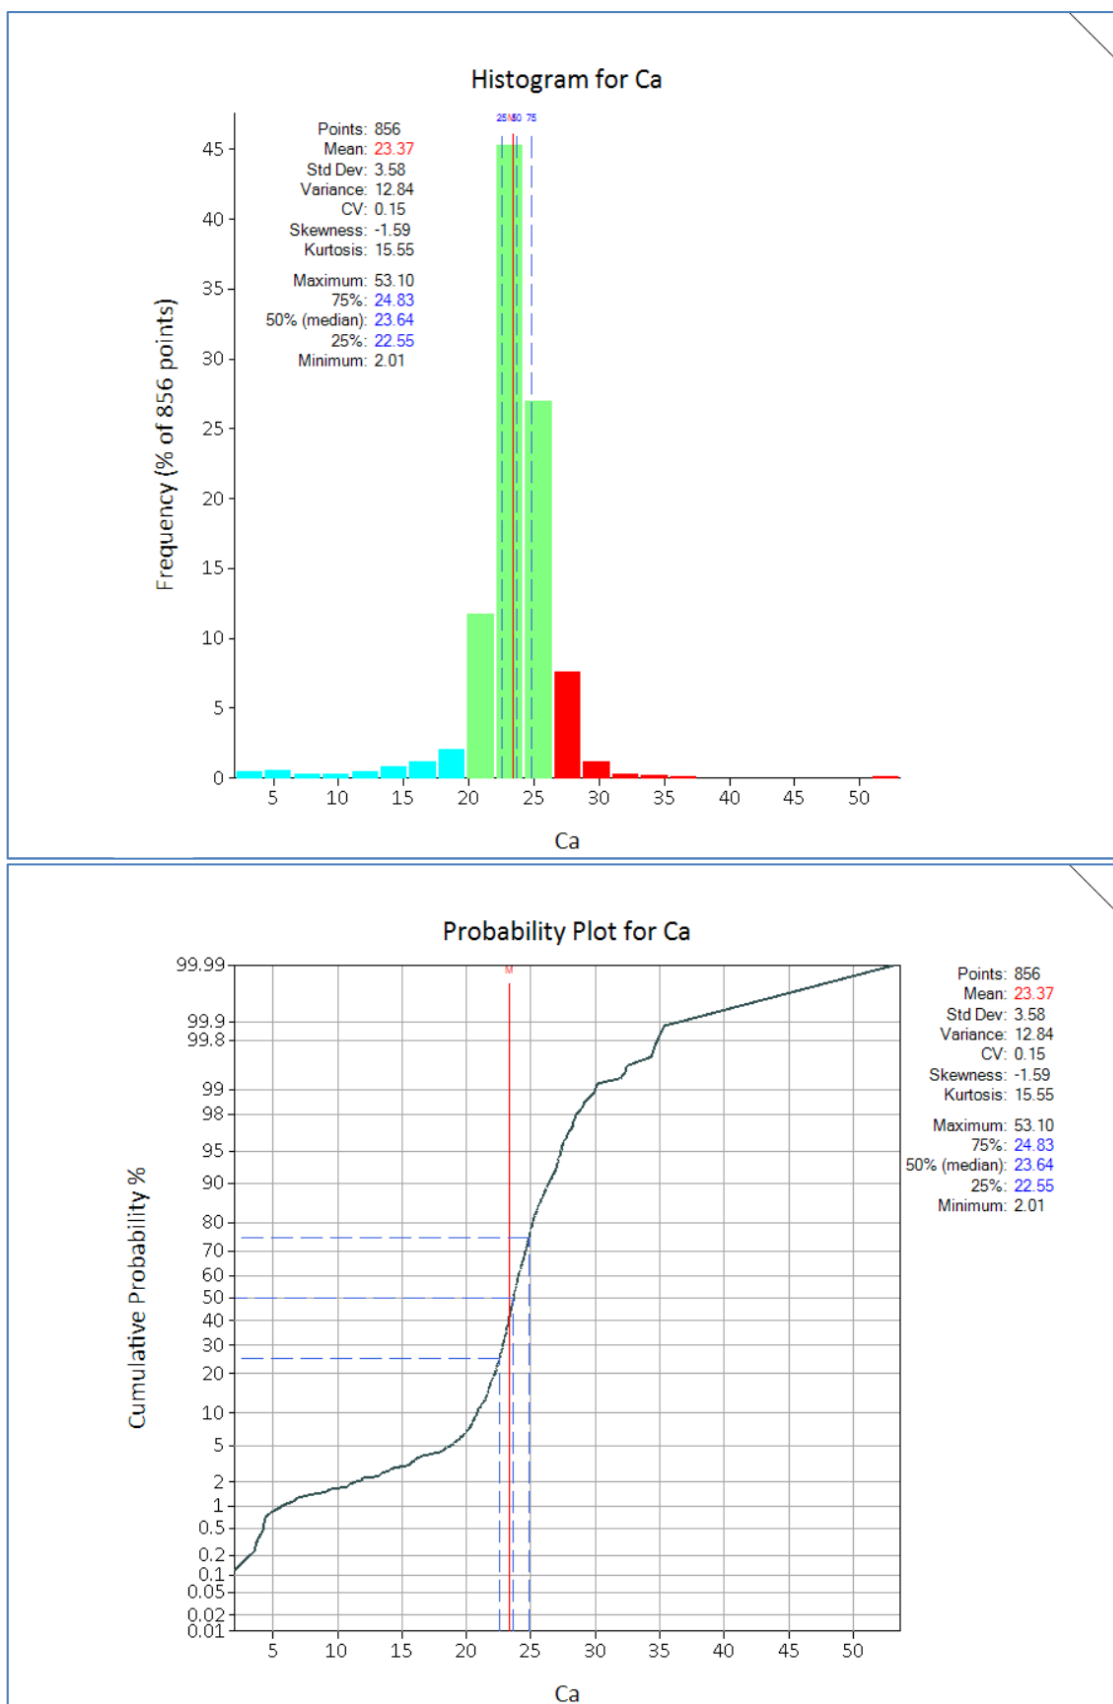 Histogram for Ca
25 M 50 75
Points: 856
Mean: 23.37
Std Dev: 3.58
Variance: 12.84
CV: 0.15
Skewness: -1.59
Kurtosis: 15.55
Maximum: 53.10
75%: 24.83
50% (median): 23.64
25%: 22.55
Minimum: 2.01
Frequency (% of 856 points)
45
40
35
30
25
20
15
10
5
0
5 10 15 20 25 30 35 40 45 50
Ca
Probability Plot for Ca
M
Points: 856
Mean: 23.37
Std Dev: 3.58
Variance: 12.84
CV: 0.15
Skewness: -1.59
Kurtosis: 15.55
Maximum: 53.10
75%: 24.83
50% (median): 23.64
25%: 22.55
Minimum: 2.01
Cumulative Probability %
99.99
99.9
99.8
99
98
95
90
80
70
60
50
40
30
20
10
5
2
1
0.5
0.2
0.1
0.05
0.02
0.01
5 10 15 20 25 30 35 40 45 50
Ca